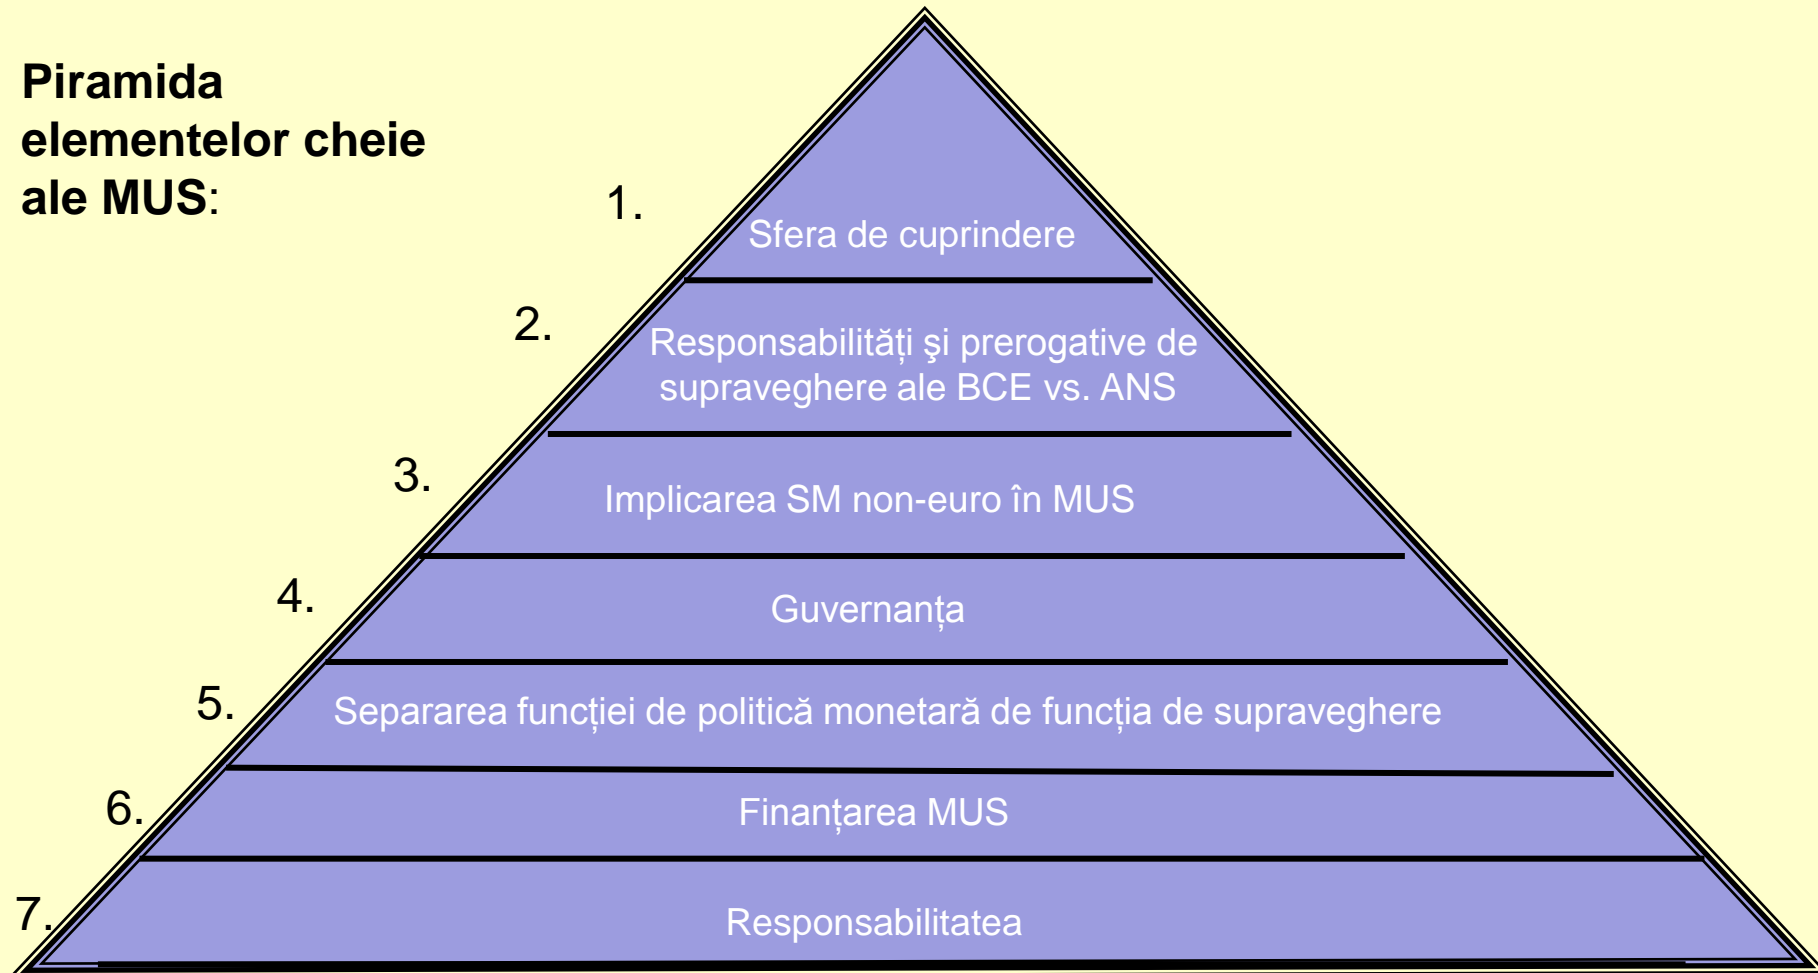 Piramida
elementelor cheie
ale MUS:
1.
Sfera de cuprindere
2.
Responsabilități şi prerogative de
supraveghere ale BCE vs. ANS
3.
Implicarea SM non-euro în MUS
4.
Guvernanța
5.
Separarea funcției de politică monetară de funcția de supraveghere
6.
Finanțarea MUS
7.
Responsabilitatea